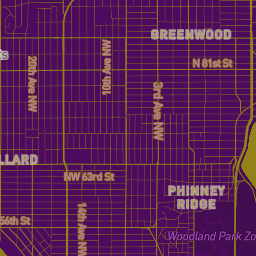 GREENWOOD
N 81st St
20th Ave NW
10th Ave NW
3rd Ave NW
LLARD
NW 63rd St
PHINNEY
RIDGE
56th St
14th Ave NW
Woodland Park Zo